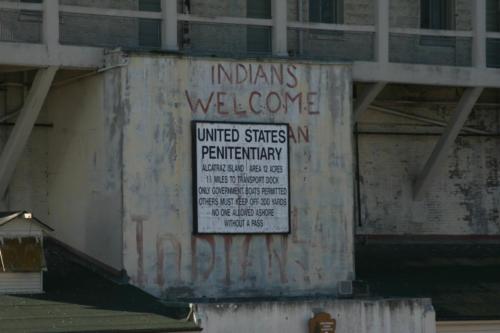 INDIANS
WELCOME
UNITED STATES
PENITENTIARY
ALCATRAZ ISLAND AREA 12 ACRES
1½ MILES TO TRANSPORT DOCK
ONLY GOVERNMENT BOATS PERMITTED
OTHERS MUST KEEP OFF 200 YARDS
NO ONE ALLOWED ASHORE
WITHOUT A PASS
INDIAN